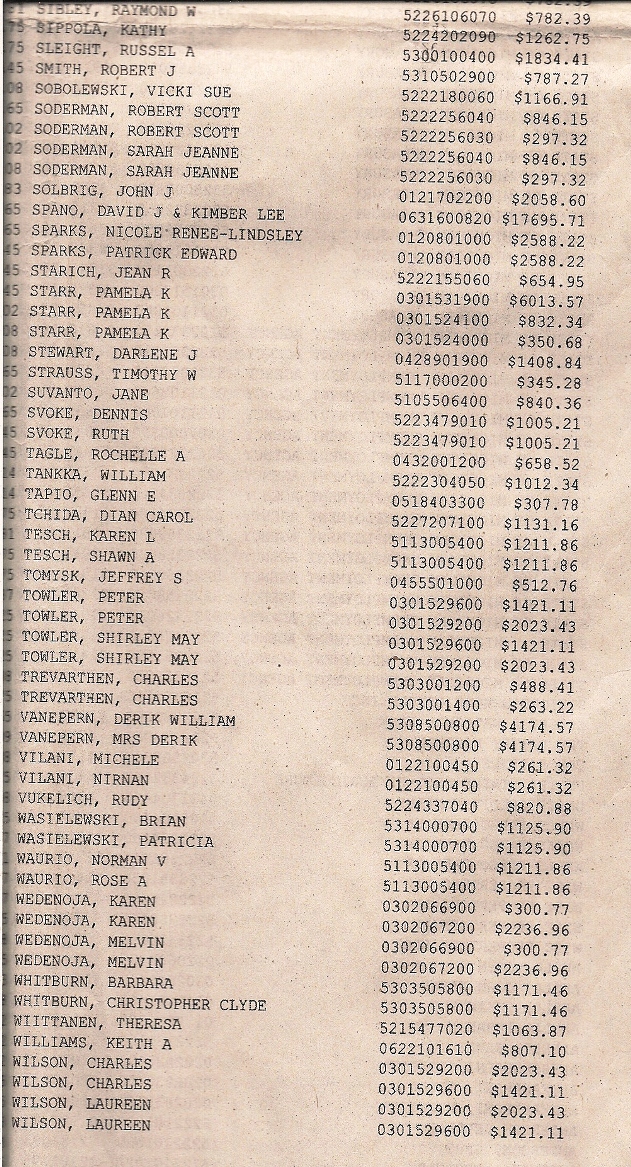 SIBLEY, RAYMOND W 5226106070 $782.39
SIPPOLA, KATHY 5224202090 $1262.75
SLEIGHT, RUSSEL A 5300100400 $1834.41
SMITH, ROBERT J 5310502900 $787.27
SOBOLEWSKI, VICKI SUE 5222180060 $1166.91
SODERMAN, ROBERT SCOTT 5222256040 $846.15
SODERMAN, ROBERT SCOTT 5222256030 $297.32
SODERMAN, SARAH JEANNE 5222256040 $846.15
SODERMAN, SARAH JEANNE 5222256030 $297.32
SOLBRIG, JOHN J 0121702200 $2058.60
SPANO, DAVID J & KIMBER LEE 0631600820 $17695.71
SPARKS, NICOLE RENEE-LINDSLEY 0120801000 $2588.22
SPARKS, PATRICK EDWARD 0120801000 $2588.22
STARICH, JEAN R 5222155060 $654.95
STARR, PAMELA K 0301531900 $6013.57
STARR, PAMELA K 0301524100 $832.34
STARR, PAMELA K 0301524000 $350.68
STEWART, DARLENE J 0428901900 $1408.84
STRAUSS, TIMOTHY W 5117000200 $345.28
SUVANTO, JANE 5105506400 $840.36
SVOKE, DENNIS 5223479010 $1005.21
SVOKE, RUTH 5223479010 $1005.21
TAGLE, ROCHELLE A 0432001200 $658.52
TANKKA, WILLIAM 5222304050 $1012.34
TAPIO, GLENN E 0518403300 $307.78
TCHIDA, DIAN CAROL 5227207100 $1131.16
TESCH, KAREN L 5113005400 $1211.86
TESCH, SHAWN A 5113005400 $1211.86
TOMYSK, JEFFREY S 0455501000 $512.76
TOWLER, PETER 0301529600 $1421.11
TOWLER, PETER 0301529200 $2023.43
TOWLER, SHIRLEY MAY 0301529600 $1421.11
TOWLER, SHIRLEY MAY 0301529200 $2023.43
TREVARTHEN, CHARLES 5303001200 $488.41
TREVARTHEN, CHARLES 5303001400 $263.22
VANEPERN, DERIK WILLIAM 5308500800 $4174.57
VANEPERN, MRS DERIK 5308500800 $4174.57
VILANI, MICHELE 0122100450 $261.32
VILANI, NIRNAN 0122100450 $261.32
VUKELICH, RUDY 5224337040 $820.88
WASIELEWSKI, BRIAN 5314000700 $1125.90
WASIELEWSKI, PATRICIA 5314000700 $1125.90
WAURIO, NORMAN V 5113005400 $1211.86
WAURIO, ROSE A 5113005400 $1211.86
WEDENOJA, KAREN 0302066900 $300.77
WEDENOJA, KAREN 0302067200 $2236.96
WEDENOJA, MELVIN 0302066900 $300.77
WEDENOJA, MELVIN 0302067200 $2236.96
WHITBURN, BARBARA 5303505800 $1171.46
WHITBURN, CHRISTOPHER CLYDE 5303505800 $1171.46
WIITTANEN, THERESA 5215477020 $1063.87
WILLIAMS, KEITH A 0622101610 $807.10
WILSON, CHARLES 0301529200 $2023.43
WILSON, CHARLES 0301529600 $1421.11
WILSON, LAUREEN 0301529200 $2023.43
WILSON, LAUREEN 0301529600 $1421.11